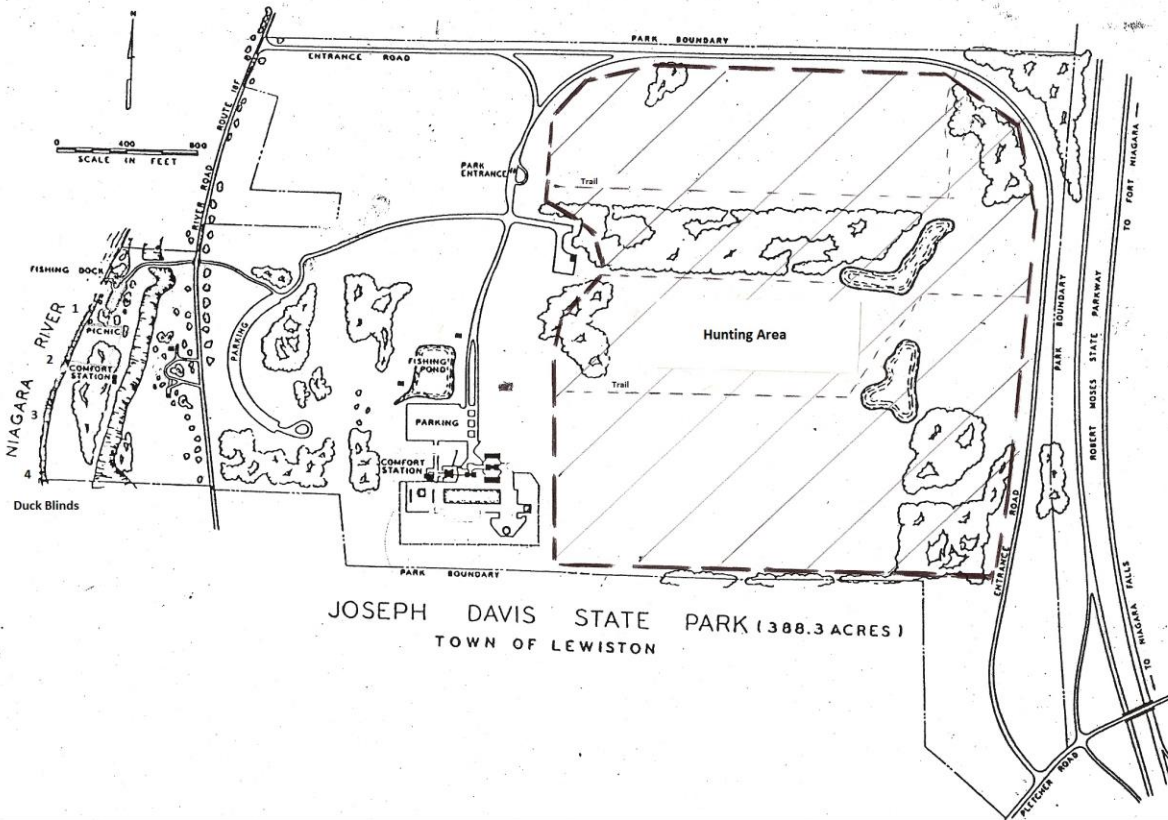 N
0 400 800
SCALE IN FEET
PARK BOUNDARY
ENTRANCE ROAD
RIVER ROAD
ROUTE 18F
PARK
ENTRANCE
Trail
TO FORT NIAGARA
FISHING DOCK
1
PICNIC
2
COMFORT
STATION
3
4
NIAGARA RIVER
Duck Blinds
PARKING
FISHING
POND
PARKING
COMFORT
STATION
Hunting Area
Trail
PARK BOUNDARY
ROBERT MOSES STATE PARKWAY
ENTRANCE ROAD
PARK BOUNDARY
TO NIAGARA FALLS
PLETCHER ROAD
JOSEPH DAVIS STATE PARK (388.3 ACRES)
TOWN OF LEWISTON